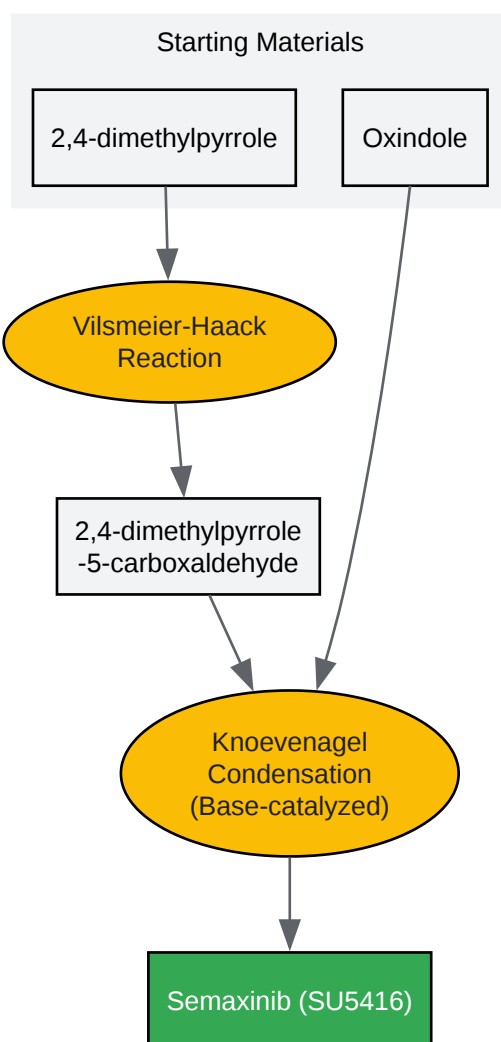 Starting Materials
2,4-dimethylpyrrole
Oxindole
Vilsmeier-Haack
Reaction
2,4-dimethylpyrrole
-5-carboxaldehyde
Knoevenagel
Condensation
(Base-catalyzed)
Semaxinib (SU5416)